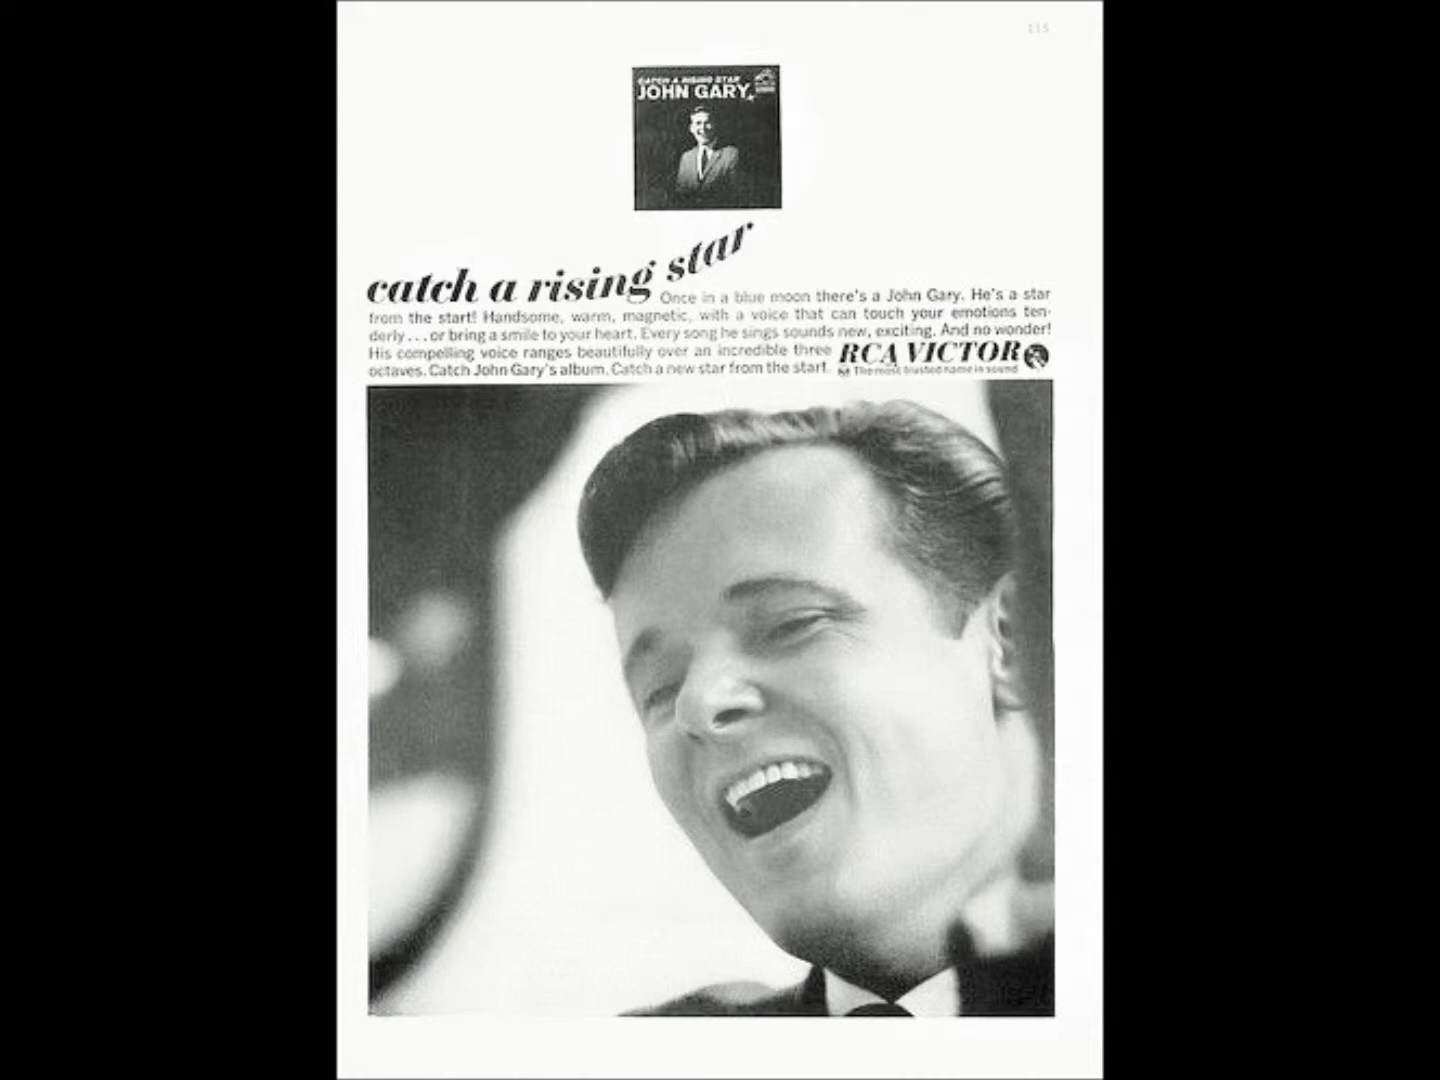 115
CATCH A RISING STAR
JOHN GARY
catch a rising star
Once in a blue moon there's a John Gary. He's a star
from the start! Handsome, warm, magnetic, with a voice that can touch your emotions ten-
derly...or bring a smile to your heart. Every song he sings sounds new, exciting. And no wonder!
His compelling voice ranges beautifully over an incredible three
octaves. Catch John Gary's album. Catch a new star from the start.
RCA VICTOR
The most trusted name in sound